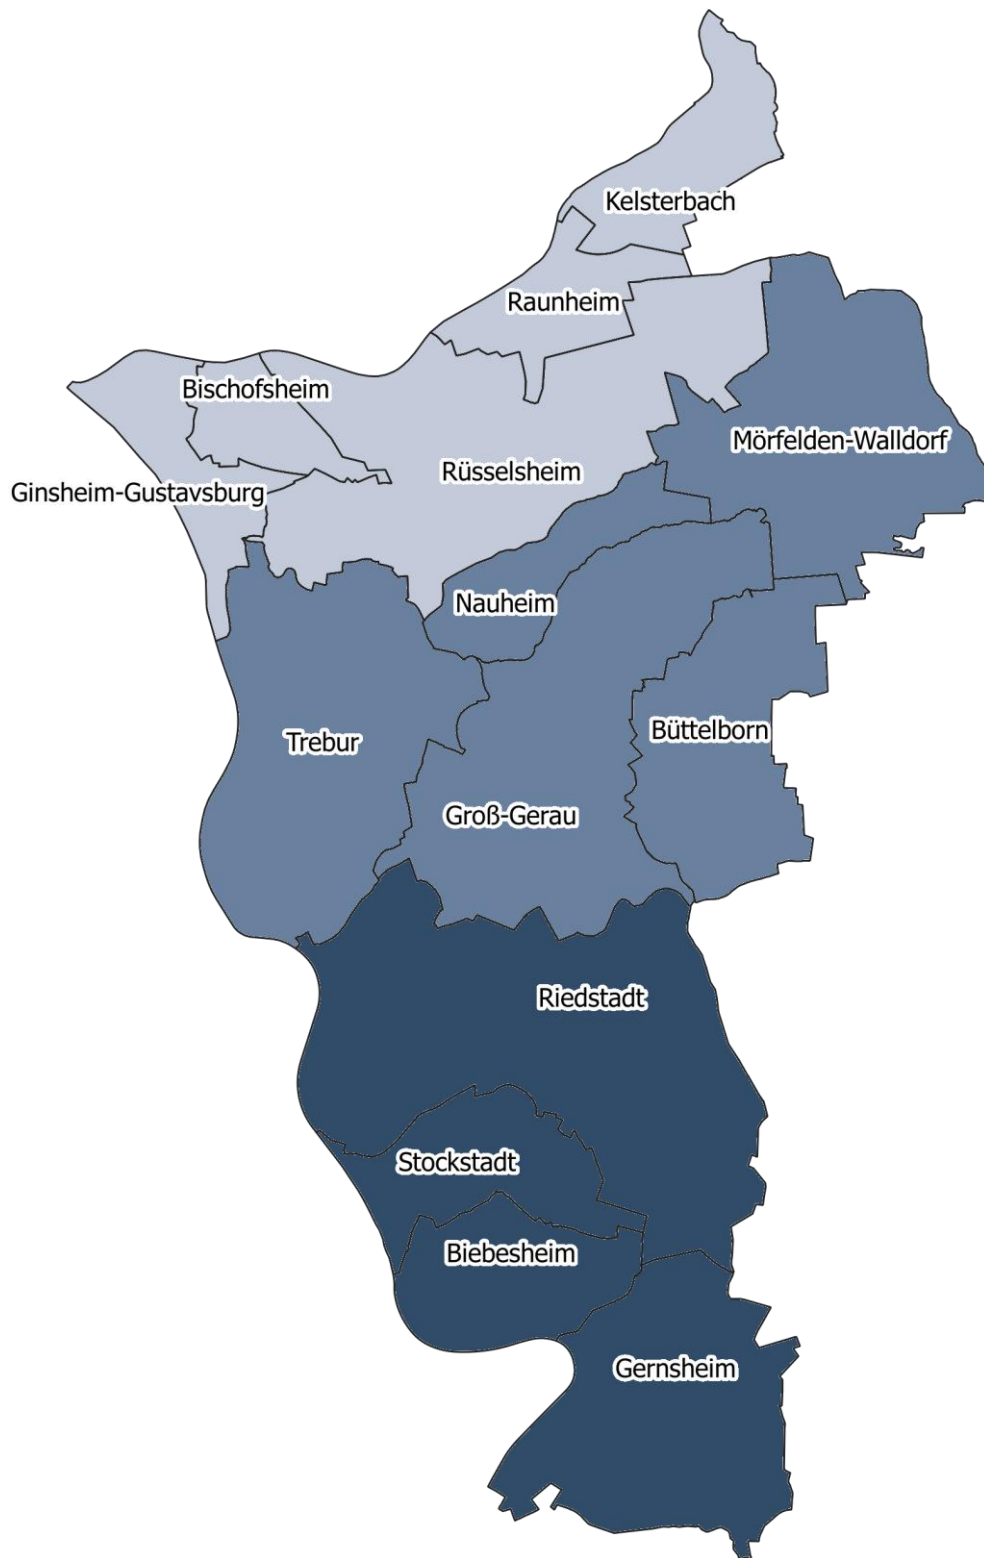 Kelsterbach
Raunheim
Bischofsheim
Mörfelden-Walldorf
Rüsselsheim
Ginsheim-Gustavsburg
Nauheim
Büttelborn
Trebur
Groß-Gerau
Riedstadt
Stockstadt
Biebesheim
Gernsheim